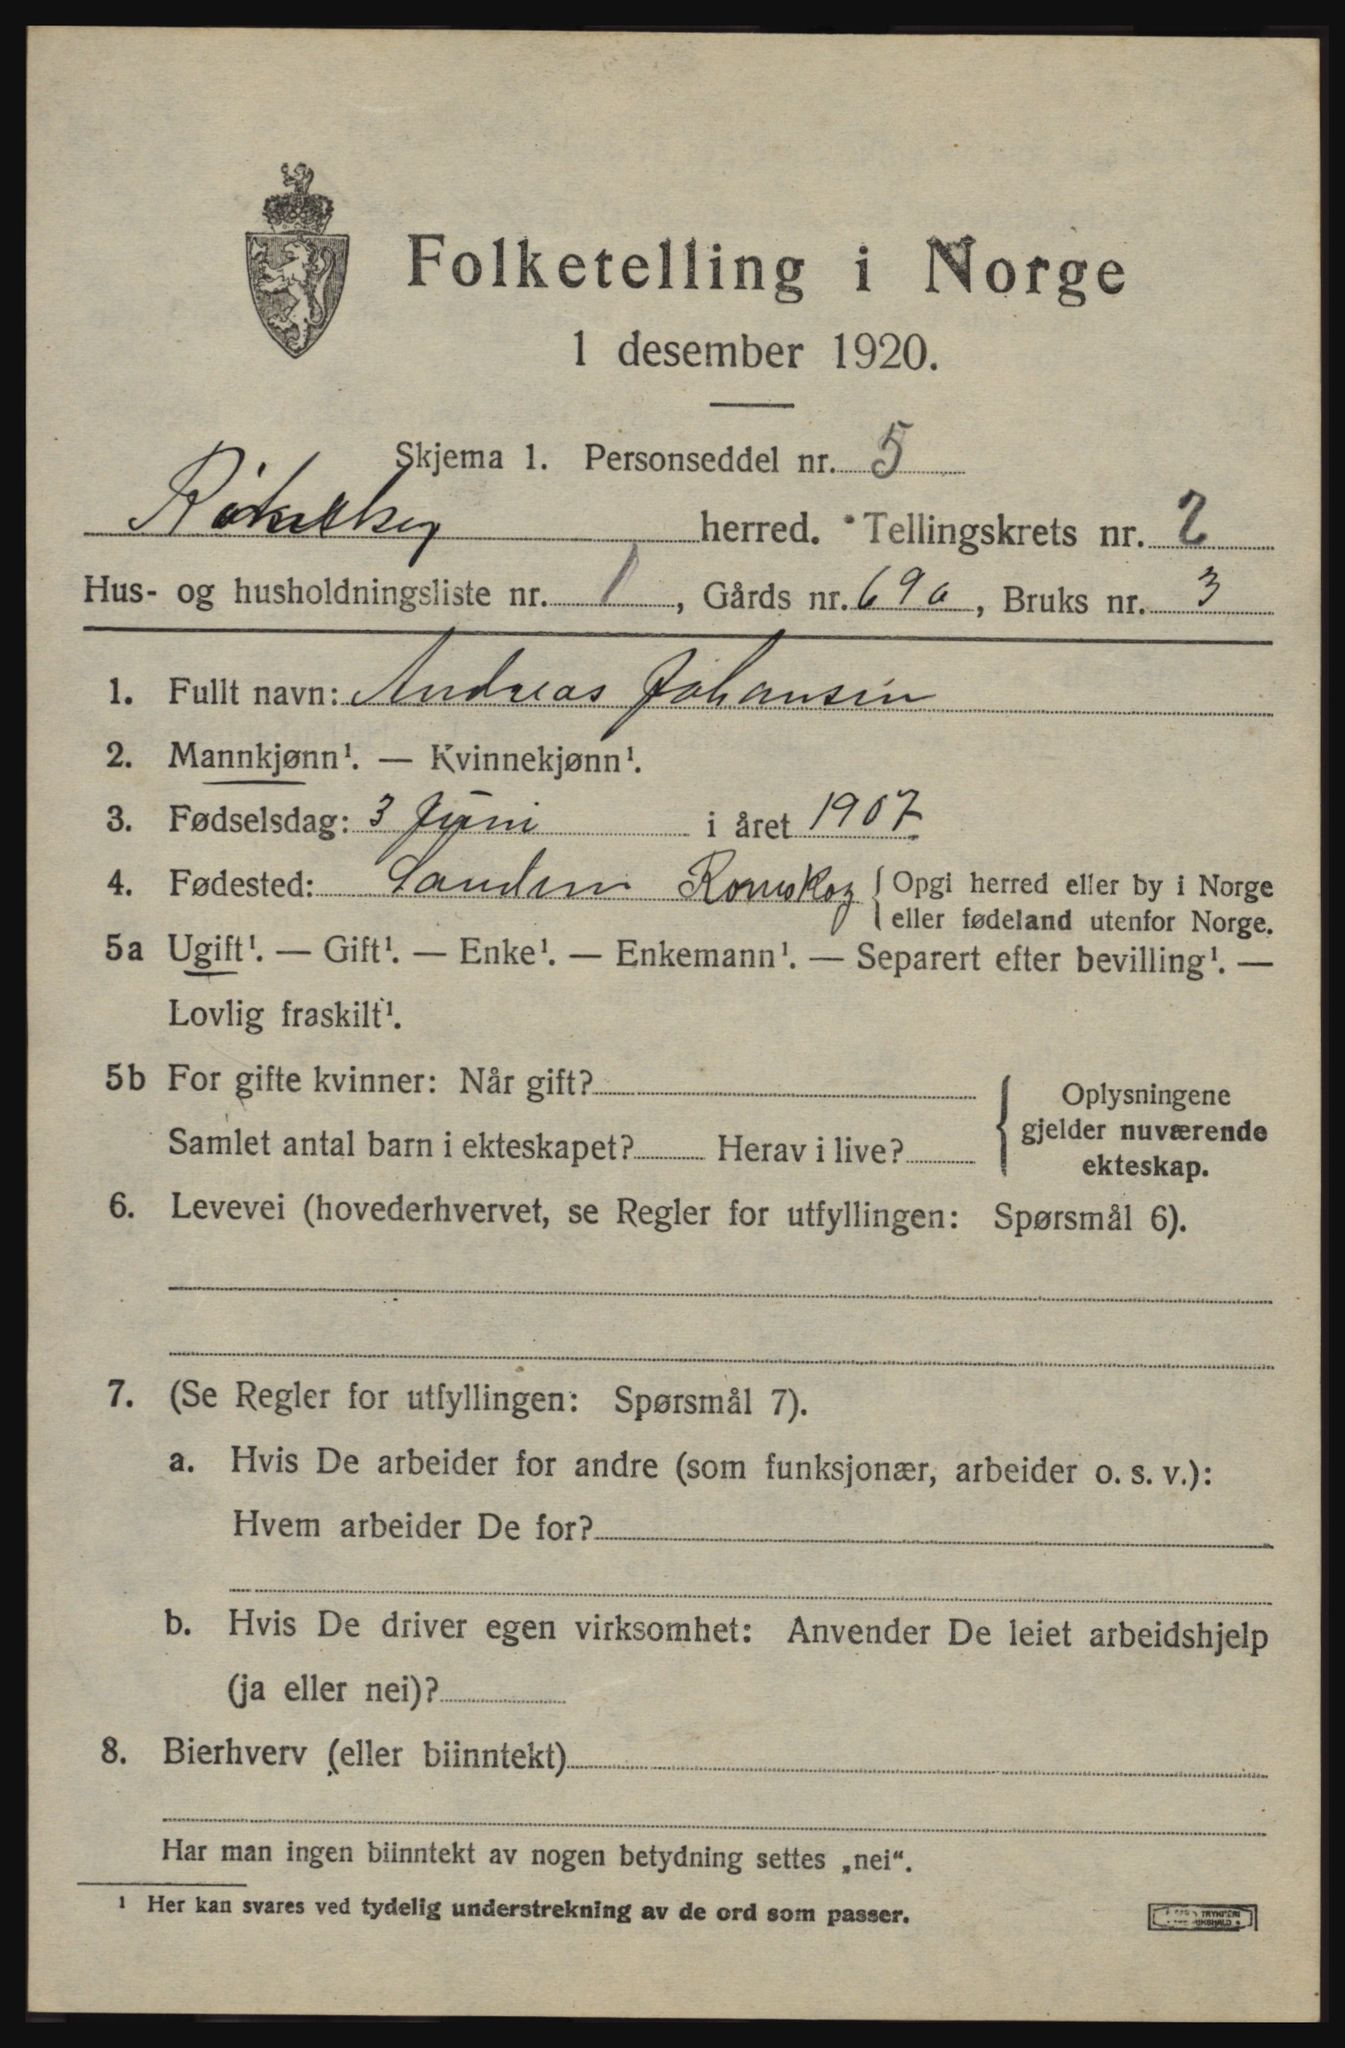 Folketelling i Norge
1 desember 1920.
Skjema 1. Personseddel nr. 5
herred. Tellingskrets nr. 2
Hus- og husholdningsliste nr. 1, Gårds nr. 69a, Bruks nr. 3
1. Fullt navn: Andreas Johansen
2. Mannkjønn¹. — Kvinnekjønn¹.
3. Fødselsdag: 3 Juni i året 1907
4. Fødested: Sanden Romskog {Opgi herred eller by i Norge
eller fødeland utenfor Norge.
5a Ugift¹. — Gift¹. — Enke¹. — Enkemann¹. — Separert efter bevilling¹. —
Lovlig fraskilt¹.
5b For gifte kvinner: Når gift?
Samlet antal barn i ekteskapet? Herav i live?
{ Oplysningene
gjelder nuværende
ekteskap.
6. Levevei (hovederhvervet, se Regler for utfyllingen: Spørsmål 6).
7. (Se Regler for utfyllingen: Spørsmål 7).
a. Hvis De arbeider for andre (som funksjonær, arbeider o. s. v.):
Hvem arbeider De for?
b. Hvis De driver egen virksomhet: Anvender De leiet arbeidshjelp
(ja eller nei)?
8. Bierhverv (eller biinntekt)
Har man ingen biinntekt av nogen betydning settes „nei“.
¹ Her kan svares ved tydelig understrekning av de ord som passer.